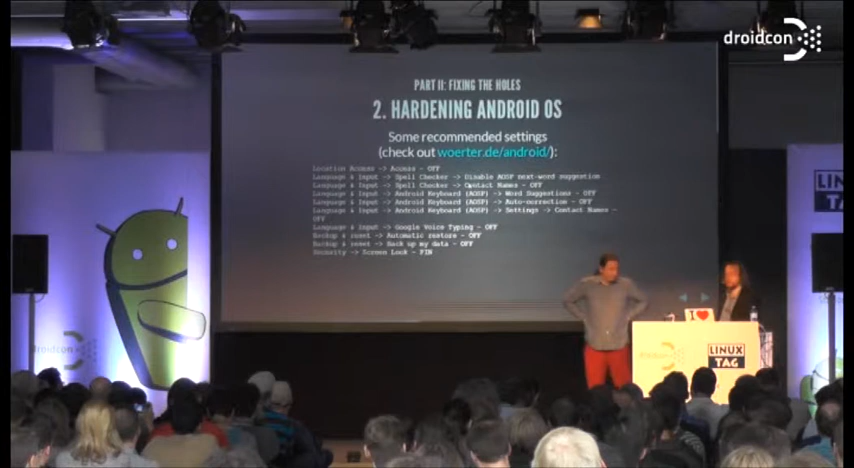 droidcon
PART II: FIXING THE HOLES
2. HARDENING ANDROID OS
Some recommended settings
(check out woerter.de/android/):
Location Access -> Access - OFF
Language & Input -> Spell Checker -> Disable AOSP next-word suggestion
Language & Input -> Spell Checker -> Contact Names - OFF
Language & Input -> Android Keyboard (AOSP) -> Word Suggestions - OFF
Language & Input -> Android Keyboard (AOSP) -> Auto-correction - OFF
Language & Input -> Android Keyboard (AOSP) -> Settings -> Contact Names -
OFF
Language & Input -> Google Voice Typing - OFF
Backup & reset -> Automatic restore - OFF
Backup & reset -> Back up my data - OFF
Security -> Screen Lock - PIN
LIN
TAG
I ♥
LINUX
TAG
droidcon